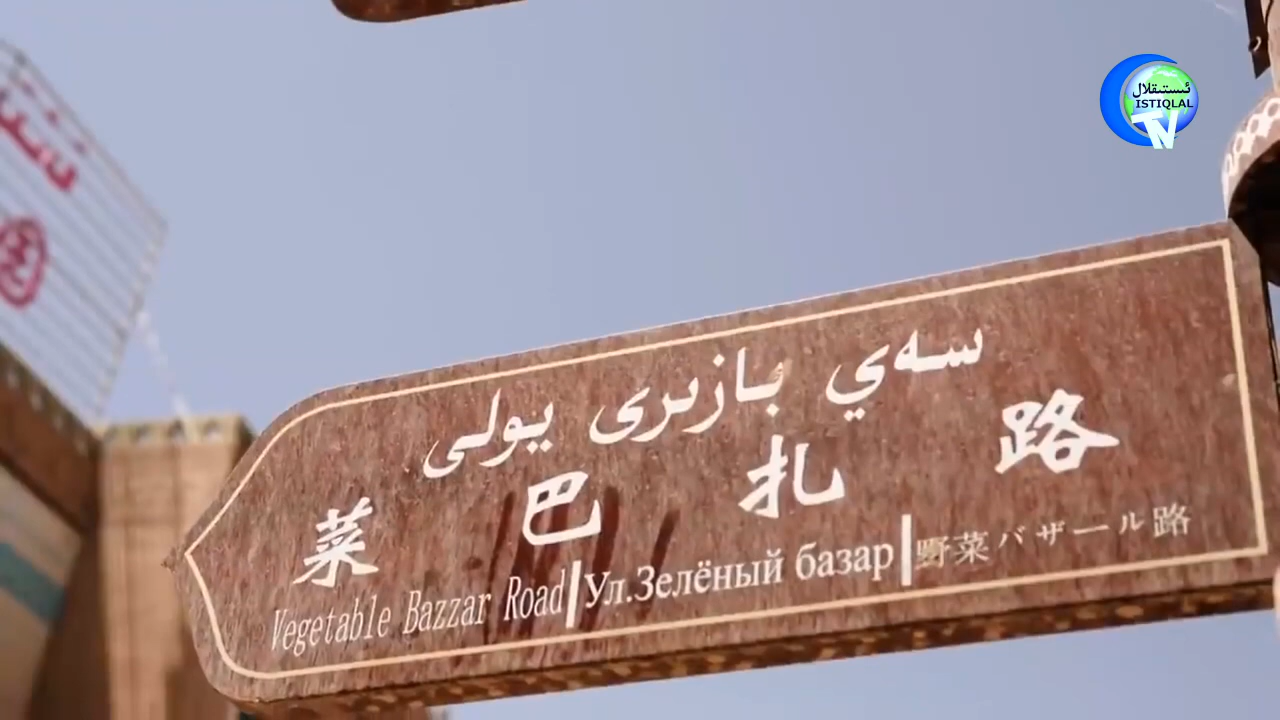 ئىستىقلال
ISTIQLAL
TV
سەي بازىرى يولى
菜巴扎路
Vegetable Bazzar Road|Ул.Зелёный базар|野菜バザール路